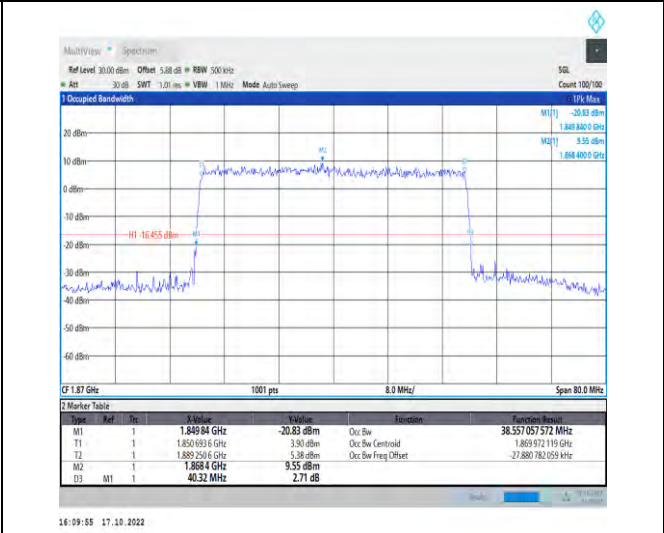 MultiView Spectrum
Ref Level 30.00 dBm Offset 5.88 dB RBW 500 kHz SGL
Att 30 dB SWT 1.01 ms VBW 1 MHz Mode Auto Sweep Count 100/100
1 Occupied Bandwidth 1Pk Max
M1[1] -20.83 dBm
1.849 840 0 GHz
20 dBm
M2[1] 9.55 dBm
1.868 400 0 GHz
M2
10 dBm
0 dBm
-10 dBm
H1 -16.455 dBm
M1
-20 dBm
-30 dBm
-40 dBm
-50 dBm
-60 dBm
CF 1.87 GHz 1001 pts 8.0 MHz/ Span 80.0 MHz
2 Marker Table
Type Ref Trc X-Value Y-Value Function Function Result
M1 1 1.849 84 GHz -20.83 dBm Occ Bw 38.557 057 572 MHz
T1 1 1.850 693 6 GHz 3.90 dBm Occ Bw Centroid 1.869 972 119 GHz
T2 1 1.889 250 6 GHz 5.38 dBm Occ Bw Freq Offset -27.880 782 059 kHz
M2 1 1.868 4 GHz 9.55 dBm
D3 M1 1 40.32 MHz 2.71 dB
16:09:55 17.10.2022